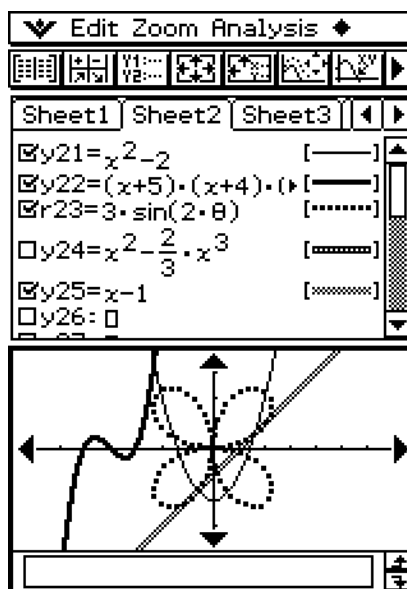 Edit Zoom Analysis
Y1:
Sheet1 Sheet2 Sheet3
y21=x²-2
y22=(x+5)·(x+4)·(
r23=3·sin(2·θ)
y24=x²-2/3·x³
y25=x-1
y26: